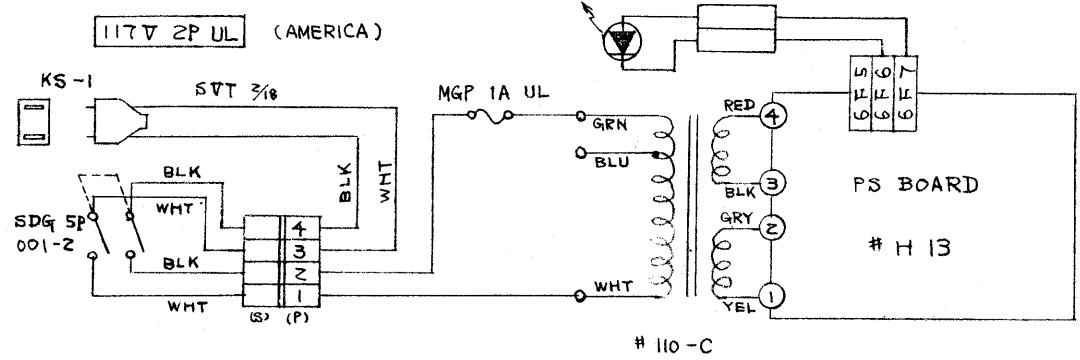 117V 2P UL (AMERICA)
KS-1
SVT 2/18
MGP 1A UL
6F5
6F6
6F7
RED
4
GRN
BLU
BLK
3
PS BOARD
BLK
WHT
BLK
WHT
GRY
2
SDG 5P
001-2
4
3
# H 13
BLK
2
WHT
1
WHT
YEL
1
(S) (P)
# 110-C